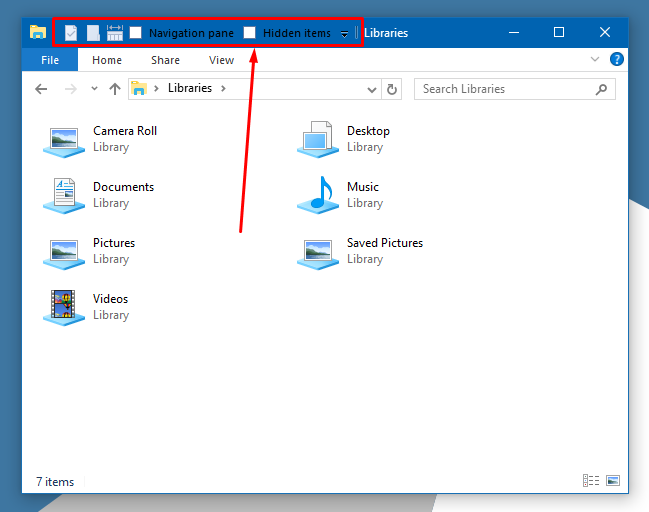 Navigation pane Hidden items Libraries
File Home Share View ?
Libraries Search Libraries
Camera Roll
Library
Desktop
Library
Documents
Library
Music
Library
Pictures
Library
Saved Pictures
Library
Videos
Library
7 items